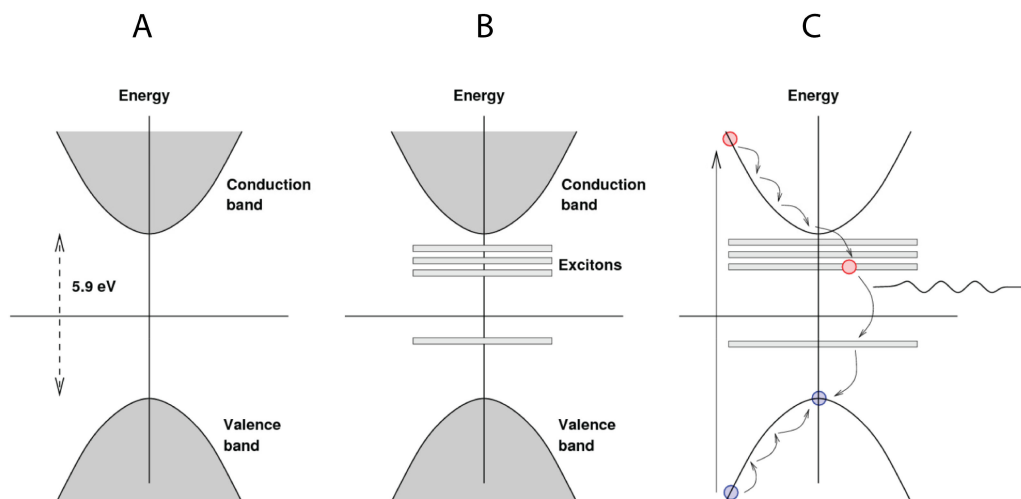 A
B
C
Energy
Energy
Energy
Conduction
band
Conduction
band
5.9 eV
Excitons
Valence
band
Valence
band